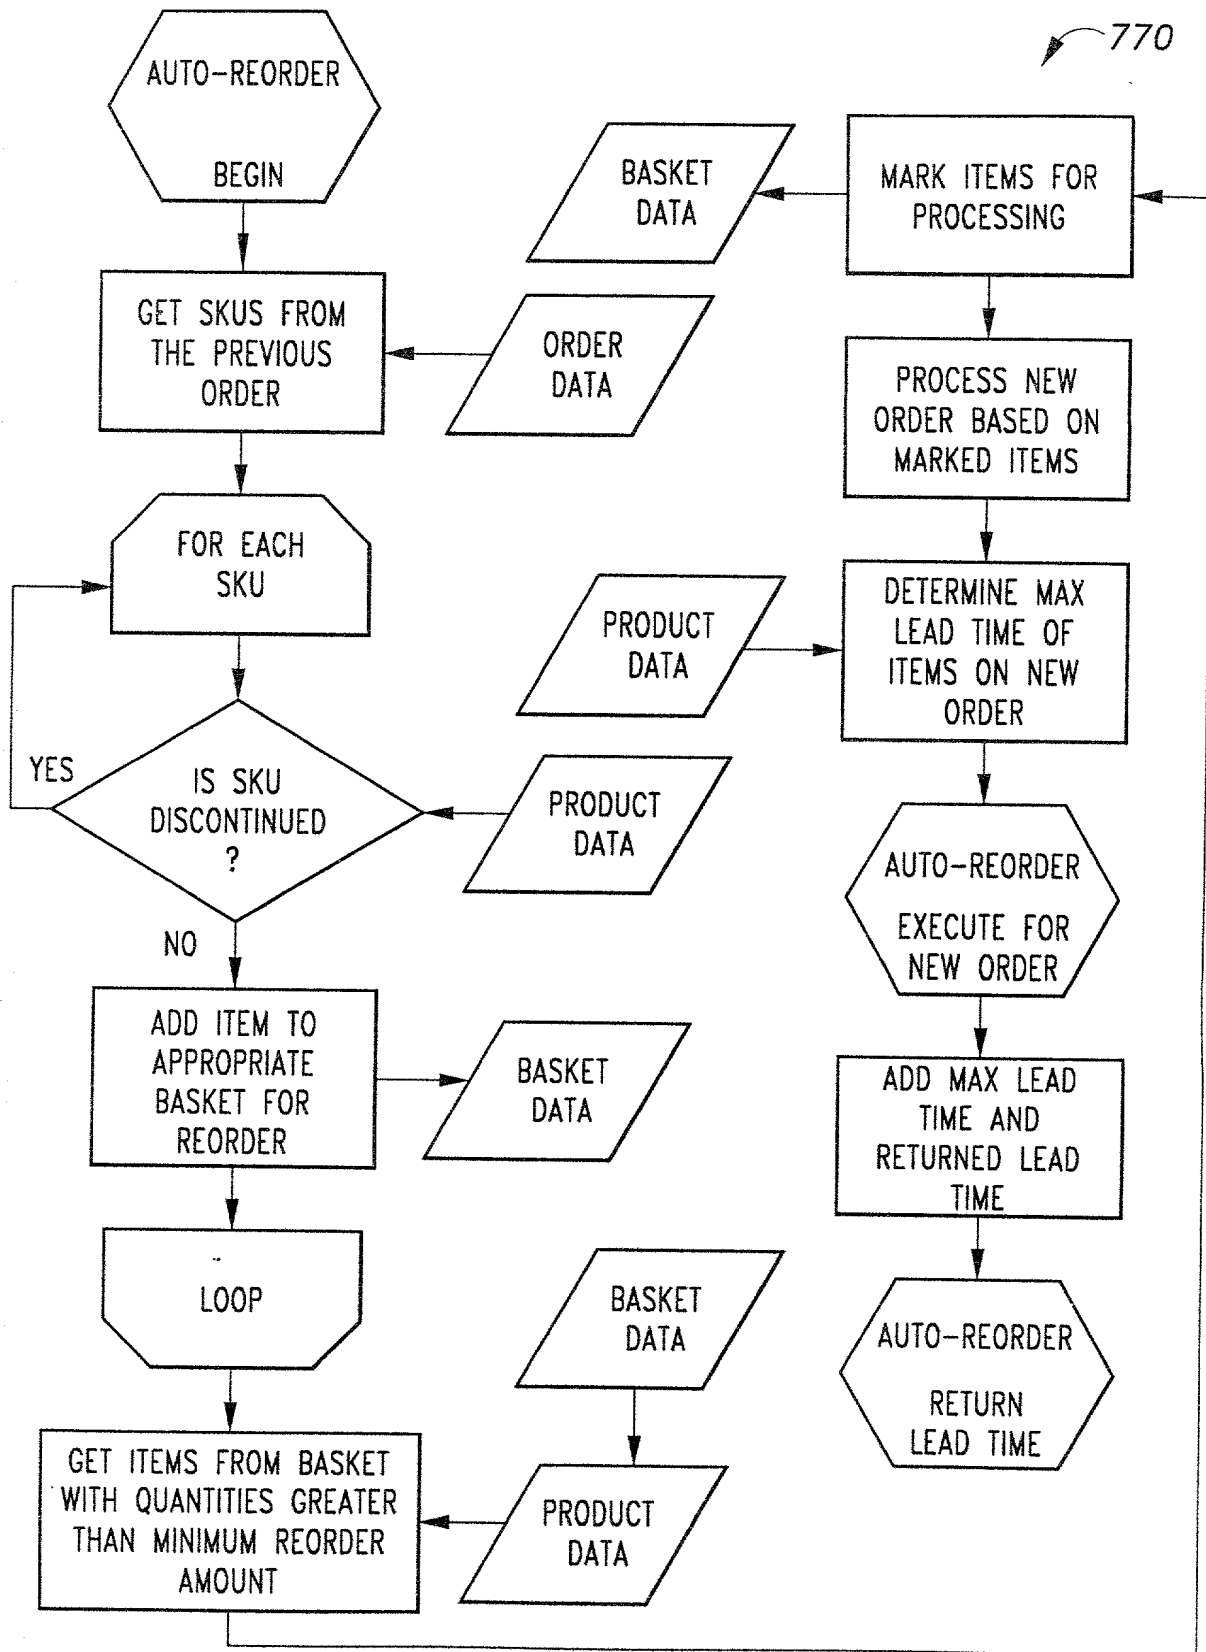 770
AUTO-REORDER
BEGIN
GET SKUS FROM
THE PREVIOUS
ORDER
ORDER
DATA
FOR EACH
SKU
YES
IS SKU
DISCONTINUED
?
PRODUCT
DATA
NO
ADD ITEM TO
APPROPRIATE
BASKET FOR
REORDER
BASKET
DATA
LOOP
BASKET
DATA
GET ITEMS FROM BASKET
WITH QUANTITIES GREATER
THAN MINIMUM REORDER
AMOUNT
PRODUCT
DATA
BASKET
DATA
MARK ITEMS FOR
PROCESSING
PROCESS NEW
ORDER BASED ON
MARKED ITEMS
PRODUCT
DATA
DETERMINE MAX
LEAD TIME OF
ITEMS ON NEW
ORDER
AUTO-REORDER
EXECUTE FOR
NEW ORDER
ADD MAX LEAD
TIME AND
RETURNED LEAD
TIME
AUTO-REORDER
RETURN
LEAD TIME